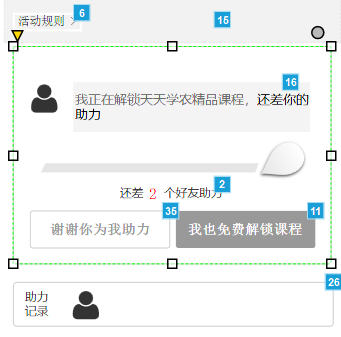 活动规则 >
6
15
16
我正在解锁天天学农精品课程，还差你的
助力
2
还差 2 个好友助力
35
11
谢谢你为我助力
我也免费解锁课程
26
助力
记录